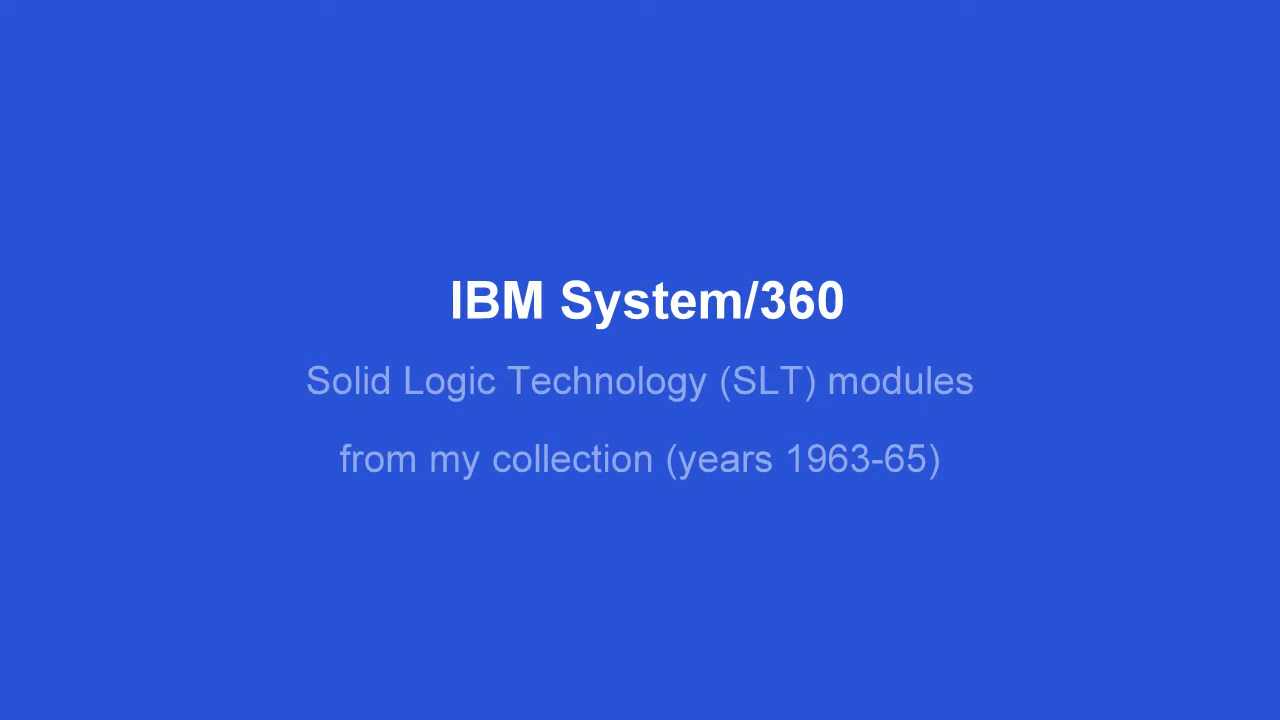 IBM System/360
Solid Logic Technology (SLT) modules
from my collection (years 1963-65)